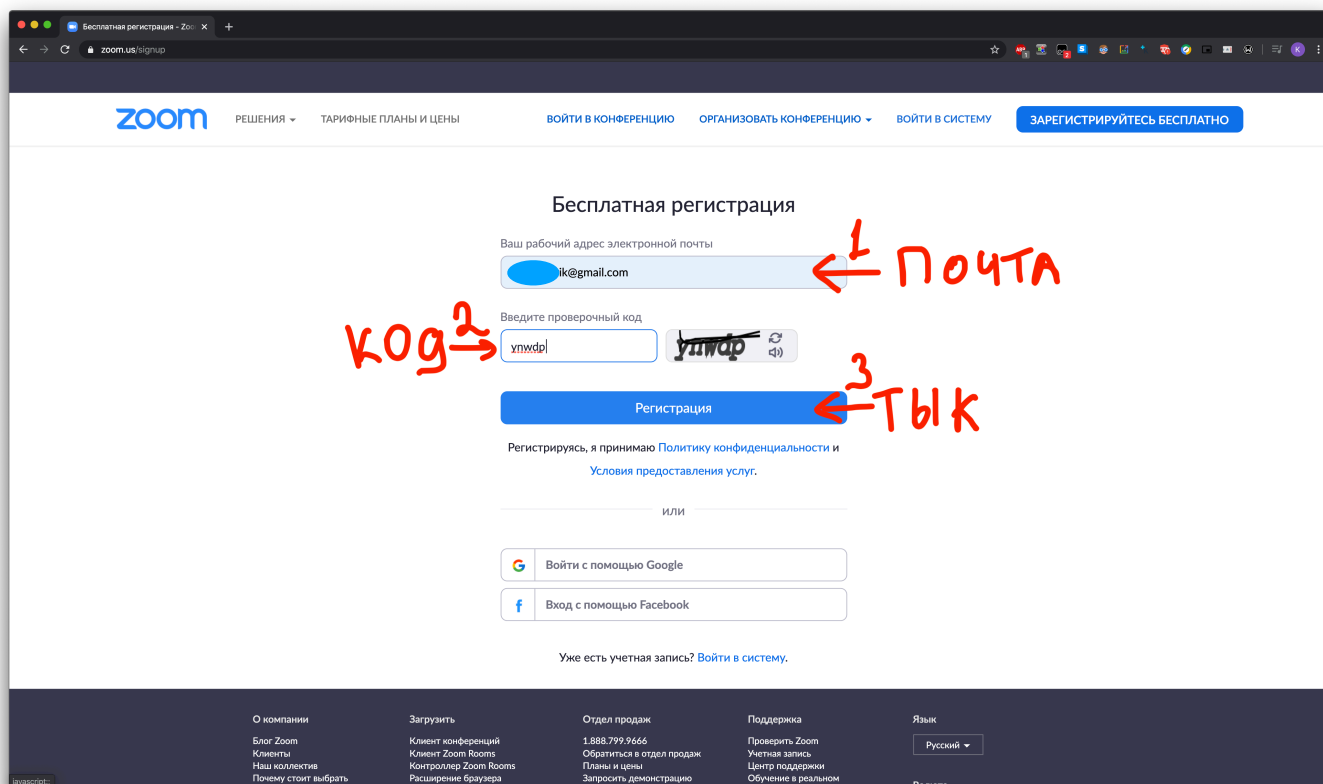 Бесплатная регистрация - Zoo
zoom.us/signup
zoom
РЕШЕНИЯ
ТАРИФНЫЕ ПЛАНЫ И ЦЕНЫ
ВОЙТИ В КОНФЕРЕНЦИЮ
ОРГАНИЗОВАТЬ КОНФЕРЕНЦИЮ
ВОЙТИ В СИСТЕМУ
ЗАРЕГИСТРИРУЙТЕСЬ БЕСПЛАТНО
Бесплатная регистрация
Ваш рабочий адрес электронной почты
ik@gmail.com
1 ПОЧТА
Введите проверочный код
КОД 2
ynwdp
ynwdp
Регистрация
3 ТЫК
Регистрируясь, я принимаю Политику конфиденциальности и
Условия предоставления услуг.
или
Войти с помощью Google
Вход с помощью Facebook
Уже есть учетная запись? Войти в систему.
О компании
Блог Zoom
Клиенты
Наш коллектив
Почему стоит выбрать
Загрузить
Клиент конференций
Клиент Zoom Rooms
Контроллер Zoom Rooms
Расширение браузера
Отдел продаж
1.888.799.9666
Обратиться в отдел продаж
Планы и цены
Запросить демонстрацию
Поддержка
Проверить Zoom
Учетная запись
Центр поддержки
Обучение в реальном
Язык
Русский
javascript:;